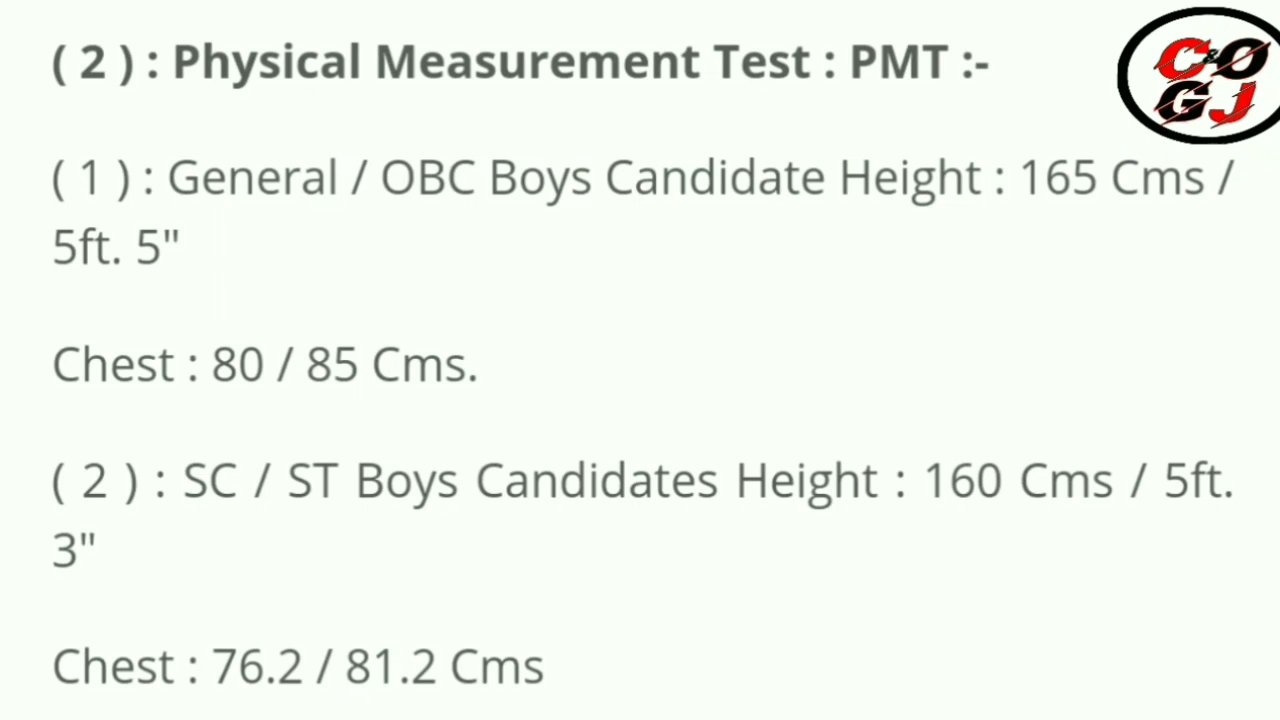 ( 2 ) : Physical Measurement Test : PMT :-
C&O
GJ
( 1 ) : General / OBC Boys Candidate Height : 165 Cms /
5ft. 5"
Chest : 80 / 85 Cms.
( 2 ) : SC / ST Boys Candidates Height : 160 Cms / 5ft.
3"
Chest : 76.2 / 81.2 Cms